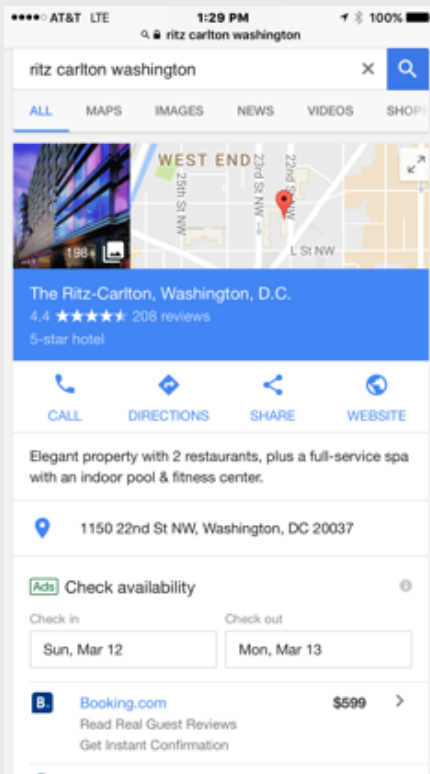 AT&T LTE 1:29 PM 100%
ritz carlton washington
ritz carlton washington
ALL MAPS IMAGES NEWS VIDEOS SHOP
WEST END
25th St NW
23rd St NW
22nd St NW
L St NW
198+
The Ritz-Carlton, Washington, D.C.
4.4 208 reviews
5-star hotel
CALL DIRECTIONS SHARE WEBSITE
Elegant property with 2 restaurants, plus a full-service spa
with an indoor pool & fitness center.
1150 22nd St NW, Washington, DC 20037
Ads Check availability
Check in Check out
Sun, Mar 12 Mon, Mar 13
B. Booking.com $599
Read Real Guest Reviews
Get Instant Confirmation